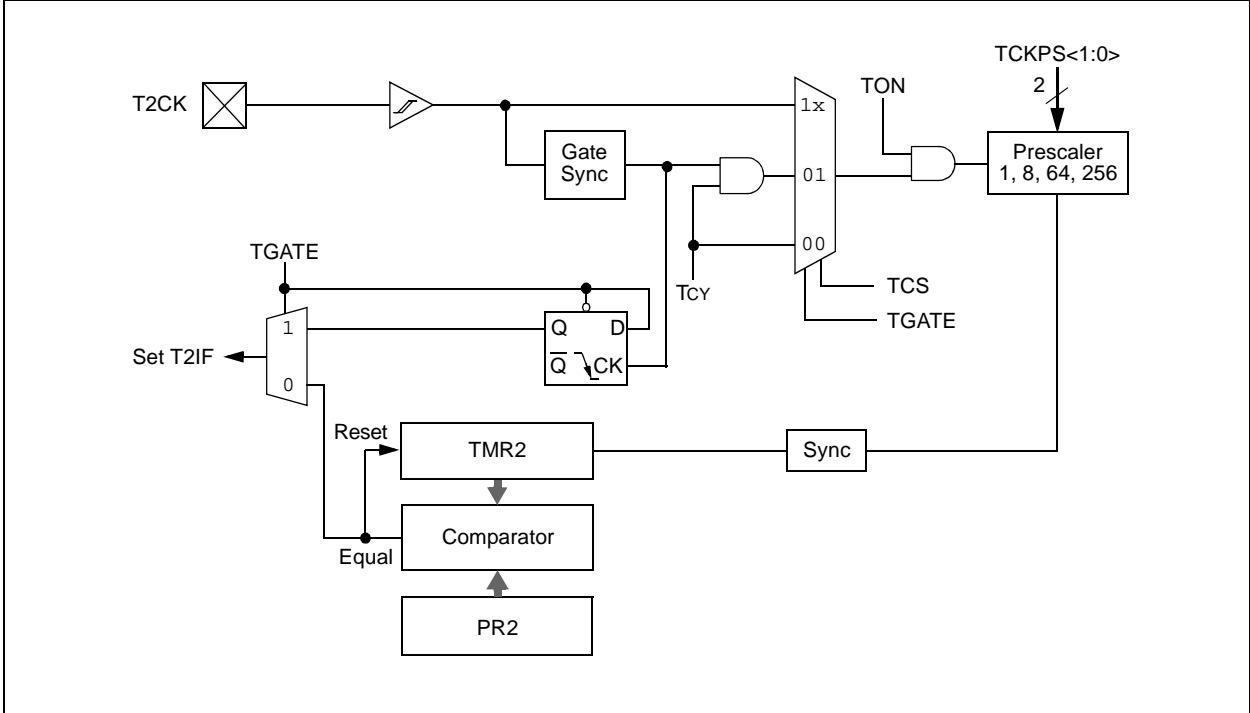 TCKPS<1:0>
2
T2CK
1x
TON
Gate
Sync
Prescaler
1, 8, 64, 256
01
TGATE
00
TCY
TCS
TGATE
1
Q
D
Set T2IF
Q
CK
0
Reset
TMR2
Sync
Comparator
Equal
PR2